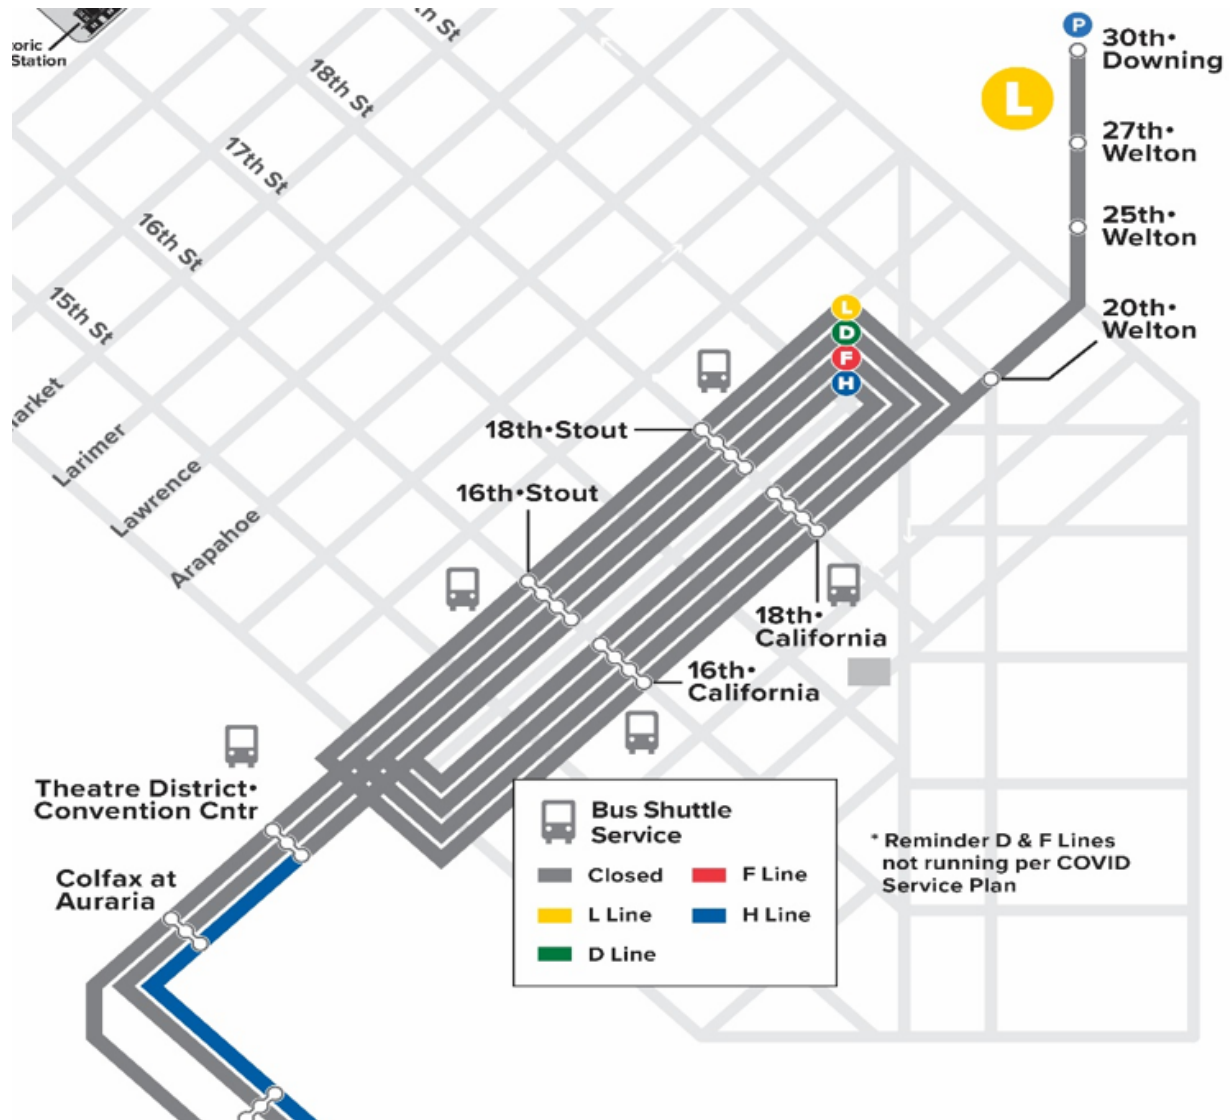 Station
18th St
17th St
16th St
15th St
Larimer
Lawrence
Arapahoe
P
30th•
Downing
L
27th•
Welton
25th•
Welton
20th•
Welton
L
D
F
H
18th•Stout
16th•Stout
18th•
California
16th•
California
Theatre District•
Convention Cntr
Colfax at
Auraria
Bus Shuttle
Service
Closed
F Line
L Line
H Line
D Line
* Reminder D & F Lines
not running per COVID
Service Plan